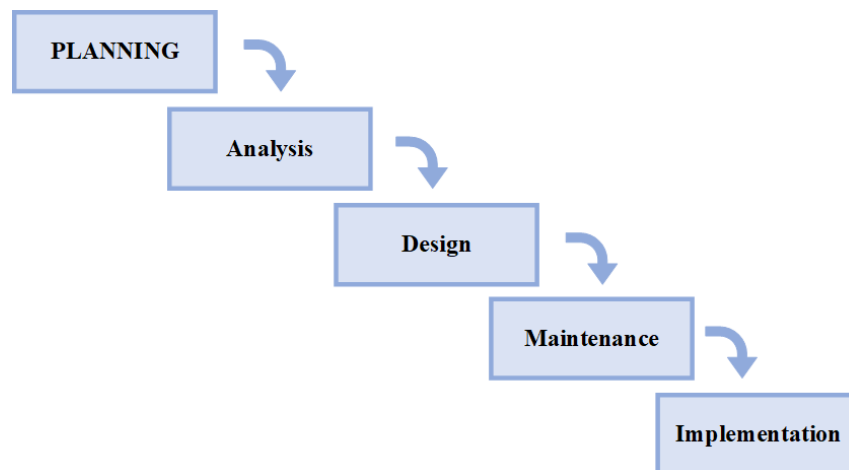 PLANNING
Analysis
Design
Maintenance
Implementation